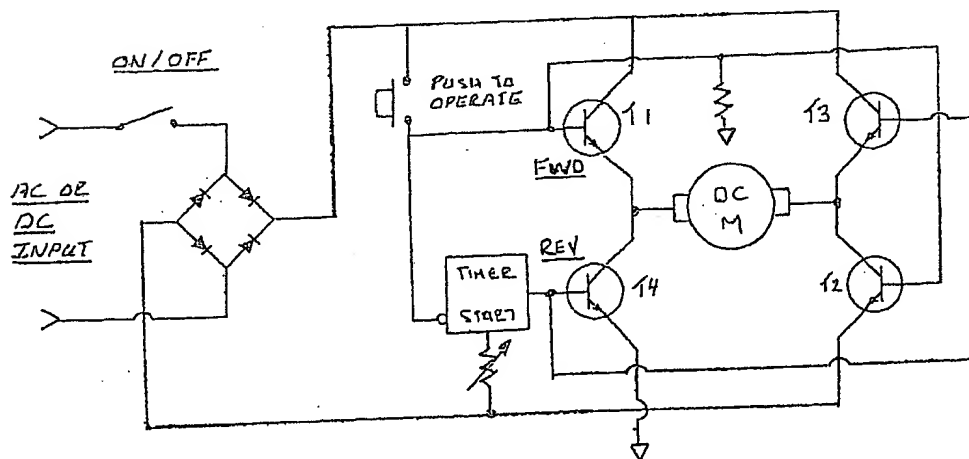 ON/OFF
PUSH TO
OPERATE
AC OR
DC
INPUT
T1
FWD
T3
DC
M
REV
TIMER
START
T4
T2